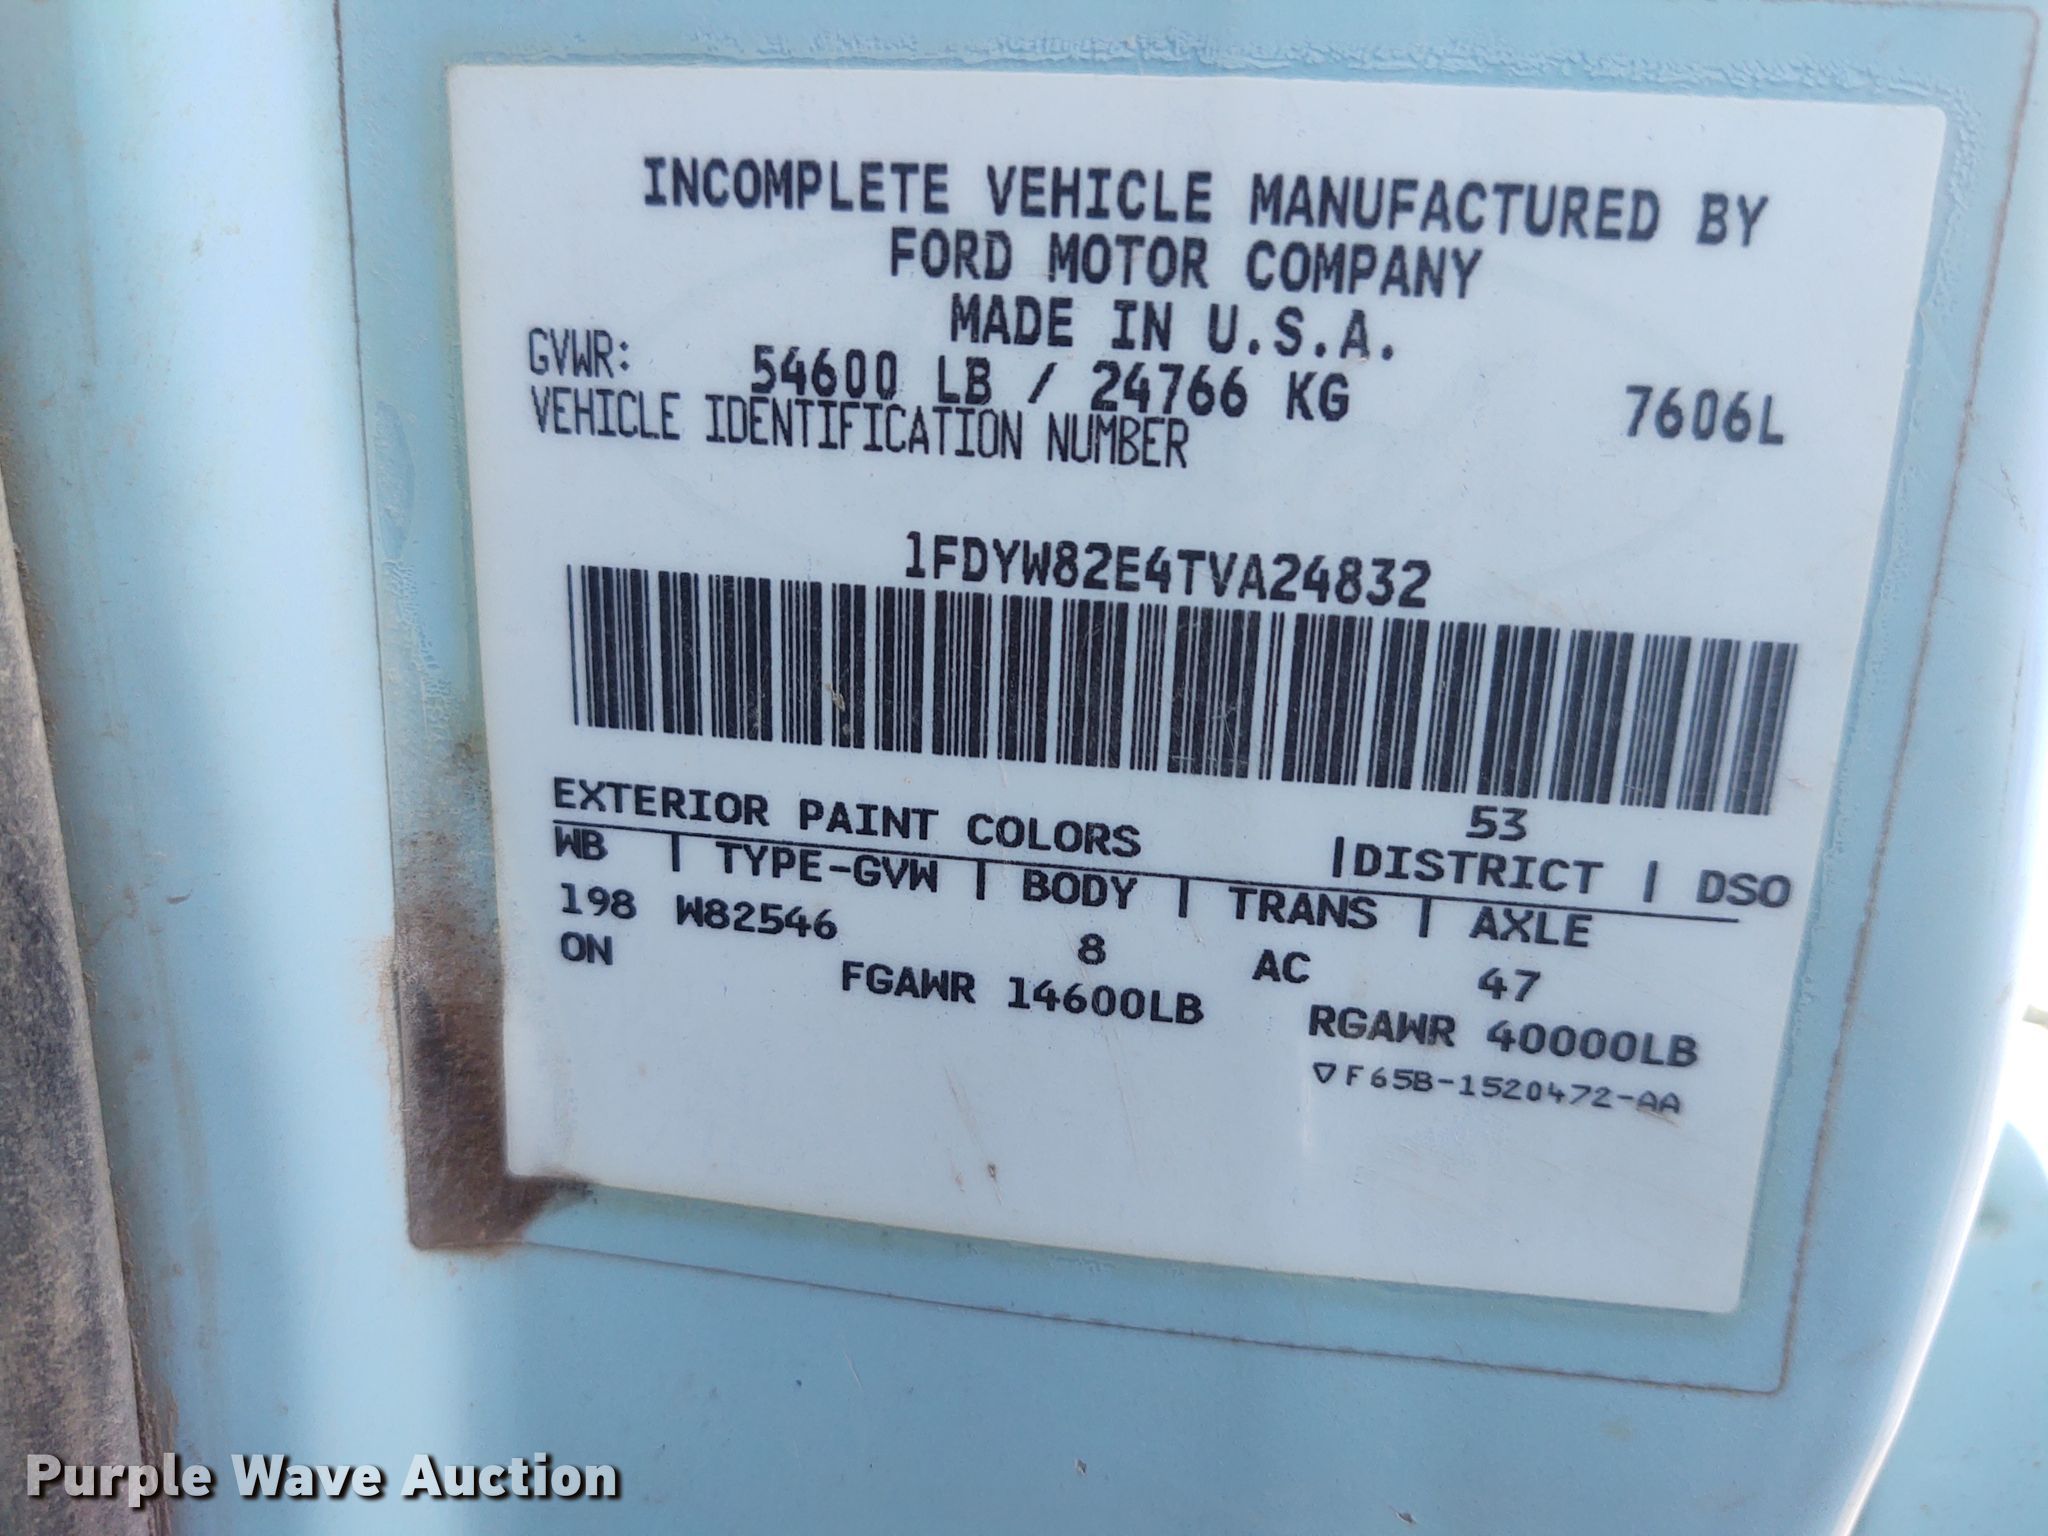 INCOMPLETE VEHICLE MANUFACTURED BY
FORD MOTOR COMPANY
MADE IN U.S.A.
GVWR: 54600 LB / 24766 KG
VEHICLE IDENTIFICATION NUMBER 7606L
1FDYW82E4TVA24832
EXTERIOR PAINT COLORS 53 |DISTRICT | DSO
WB | TYPE-GVW | BODY | TRANS | AXLE
198 W82546 8 AC 47
ON FGAWR 14600LB RGAWR 40000LB
▽F65B-1520472-AA
Purple Wave Auction